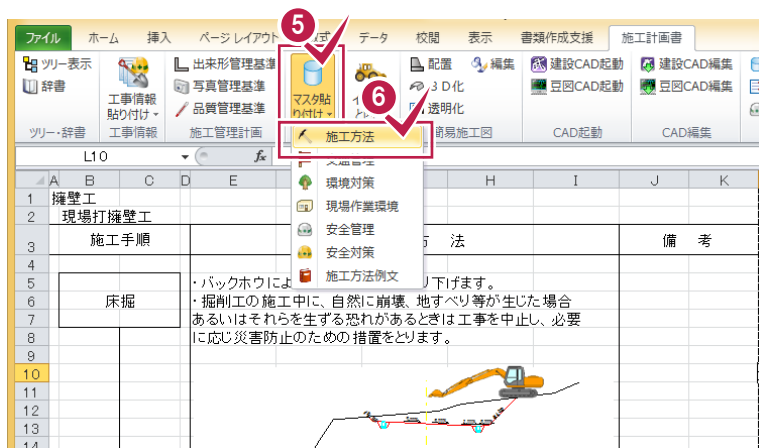 5
ファイル ホーム 挿入 ページ レイアウト 数式 データ 校閲 表示 書類作成支援 施工計画書
ツリー表示 出来形管理基準 配置 編集 建設CAD起動 建設CAD編集
辞書 写真管理基準 3D化 豆図CAD起動 豆図CAD編集
工事情報 貼り付け 品質管理基準 マスタ貼り付け 6 透明化
ツリー・辞書 工事情報 施工管理計画 簡易施工図 CAD起動 CAD編集
施工方法
L10 fx
交通管理
A B C D E H I J K
環境対策
1 擁壁工
現場作業環境
2 現場打擁壁工
安全管理
3 施工手順 方 法 備 考
安全対策
4
施工方法例文
5 ・バックホウによ り下げます。
6 床掘 ・掘削工の施工中に、自然に崩壊、地すべり等が生じた場合
7 あるいはそれらを生ずる恐れがあるときは工事を中止し、必要
8 に応じ災害防止のための措置をとります。
9
10
11
12
13
14